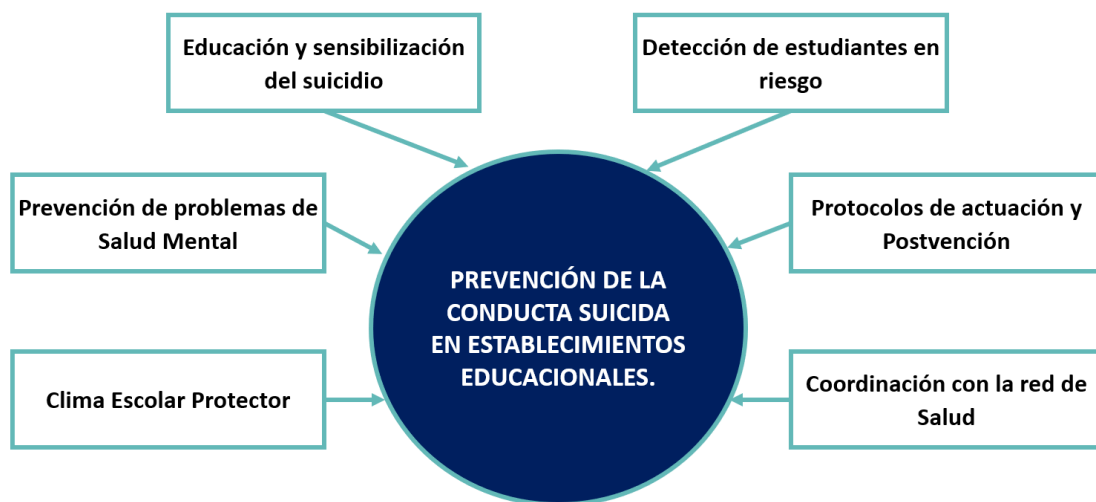 Educación y sensibilización
del suicidio
Detección de estudiantes en
riesgo
Prevención de problemas de
Salud Mental
Protocolos de actuación y
Postvención
PREVENCIÓN DE LA
CONDUCTA SUICIDA
EN ESTABLECIMIENTOS
EDUCACIONALES.
Clima Escolar Protector
Coordinación con la red de
Salud